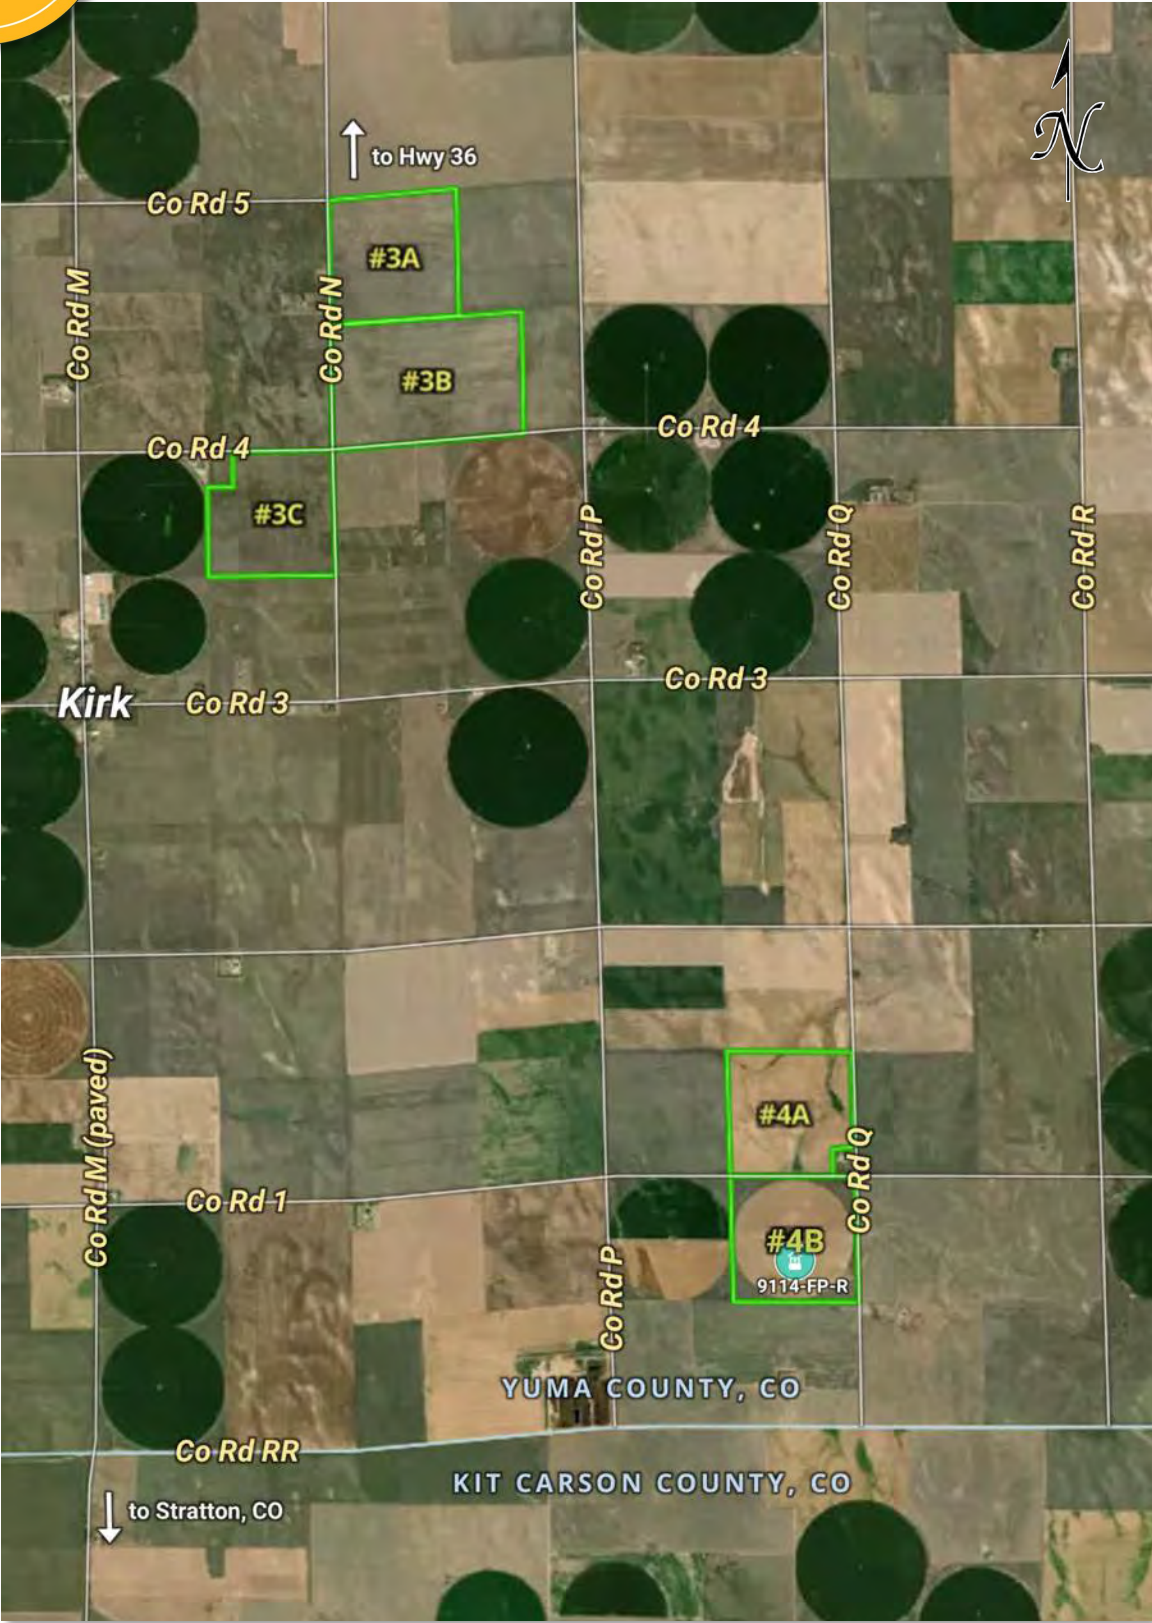 N
to Hwy 36
Co Rd 5
#3A
Co Rd M
Co Rd N
#3B
Co Rd 4
Co Rd 4
#3C
Co Rd P
Co Rd Q
Co Rd R
Co Rd 3
Kirk
Co Rd 3
#4A
Co Rd M (paved)
Co Rd Q
Co Rd 1
#4B
9114-FP-R
Co Rd P
YUMA COUNTY, CO
Co Rd RR
KIT CARSON COUNTY, CO
to Stratton, CO